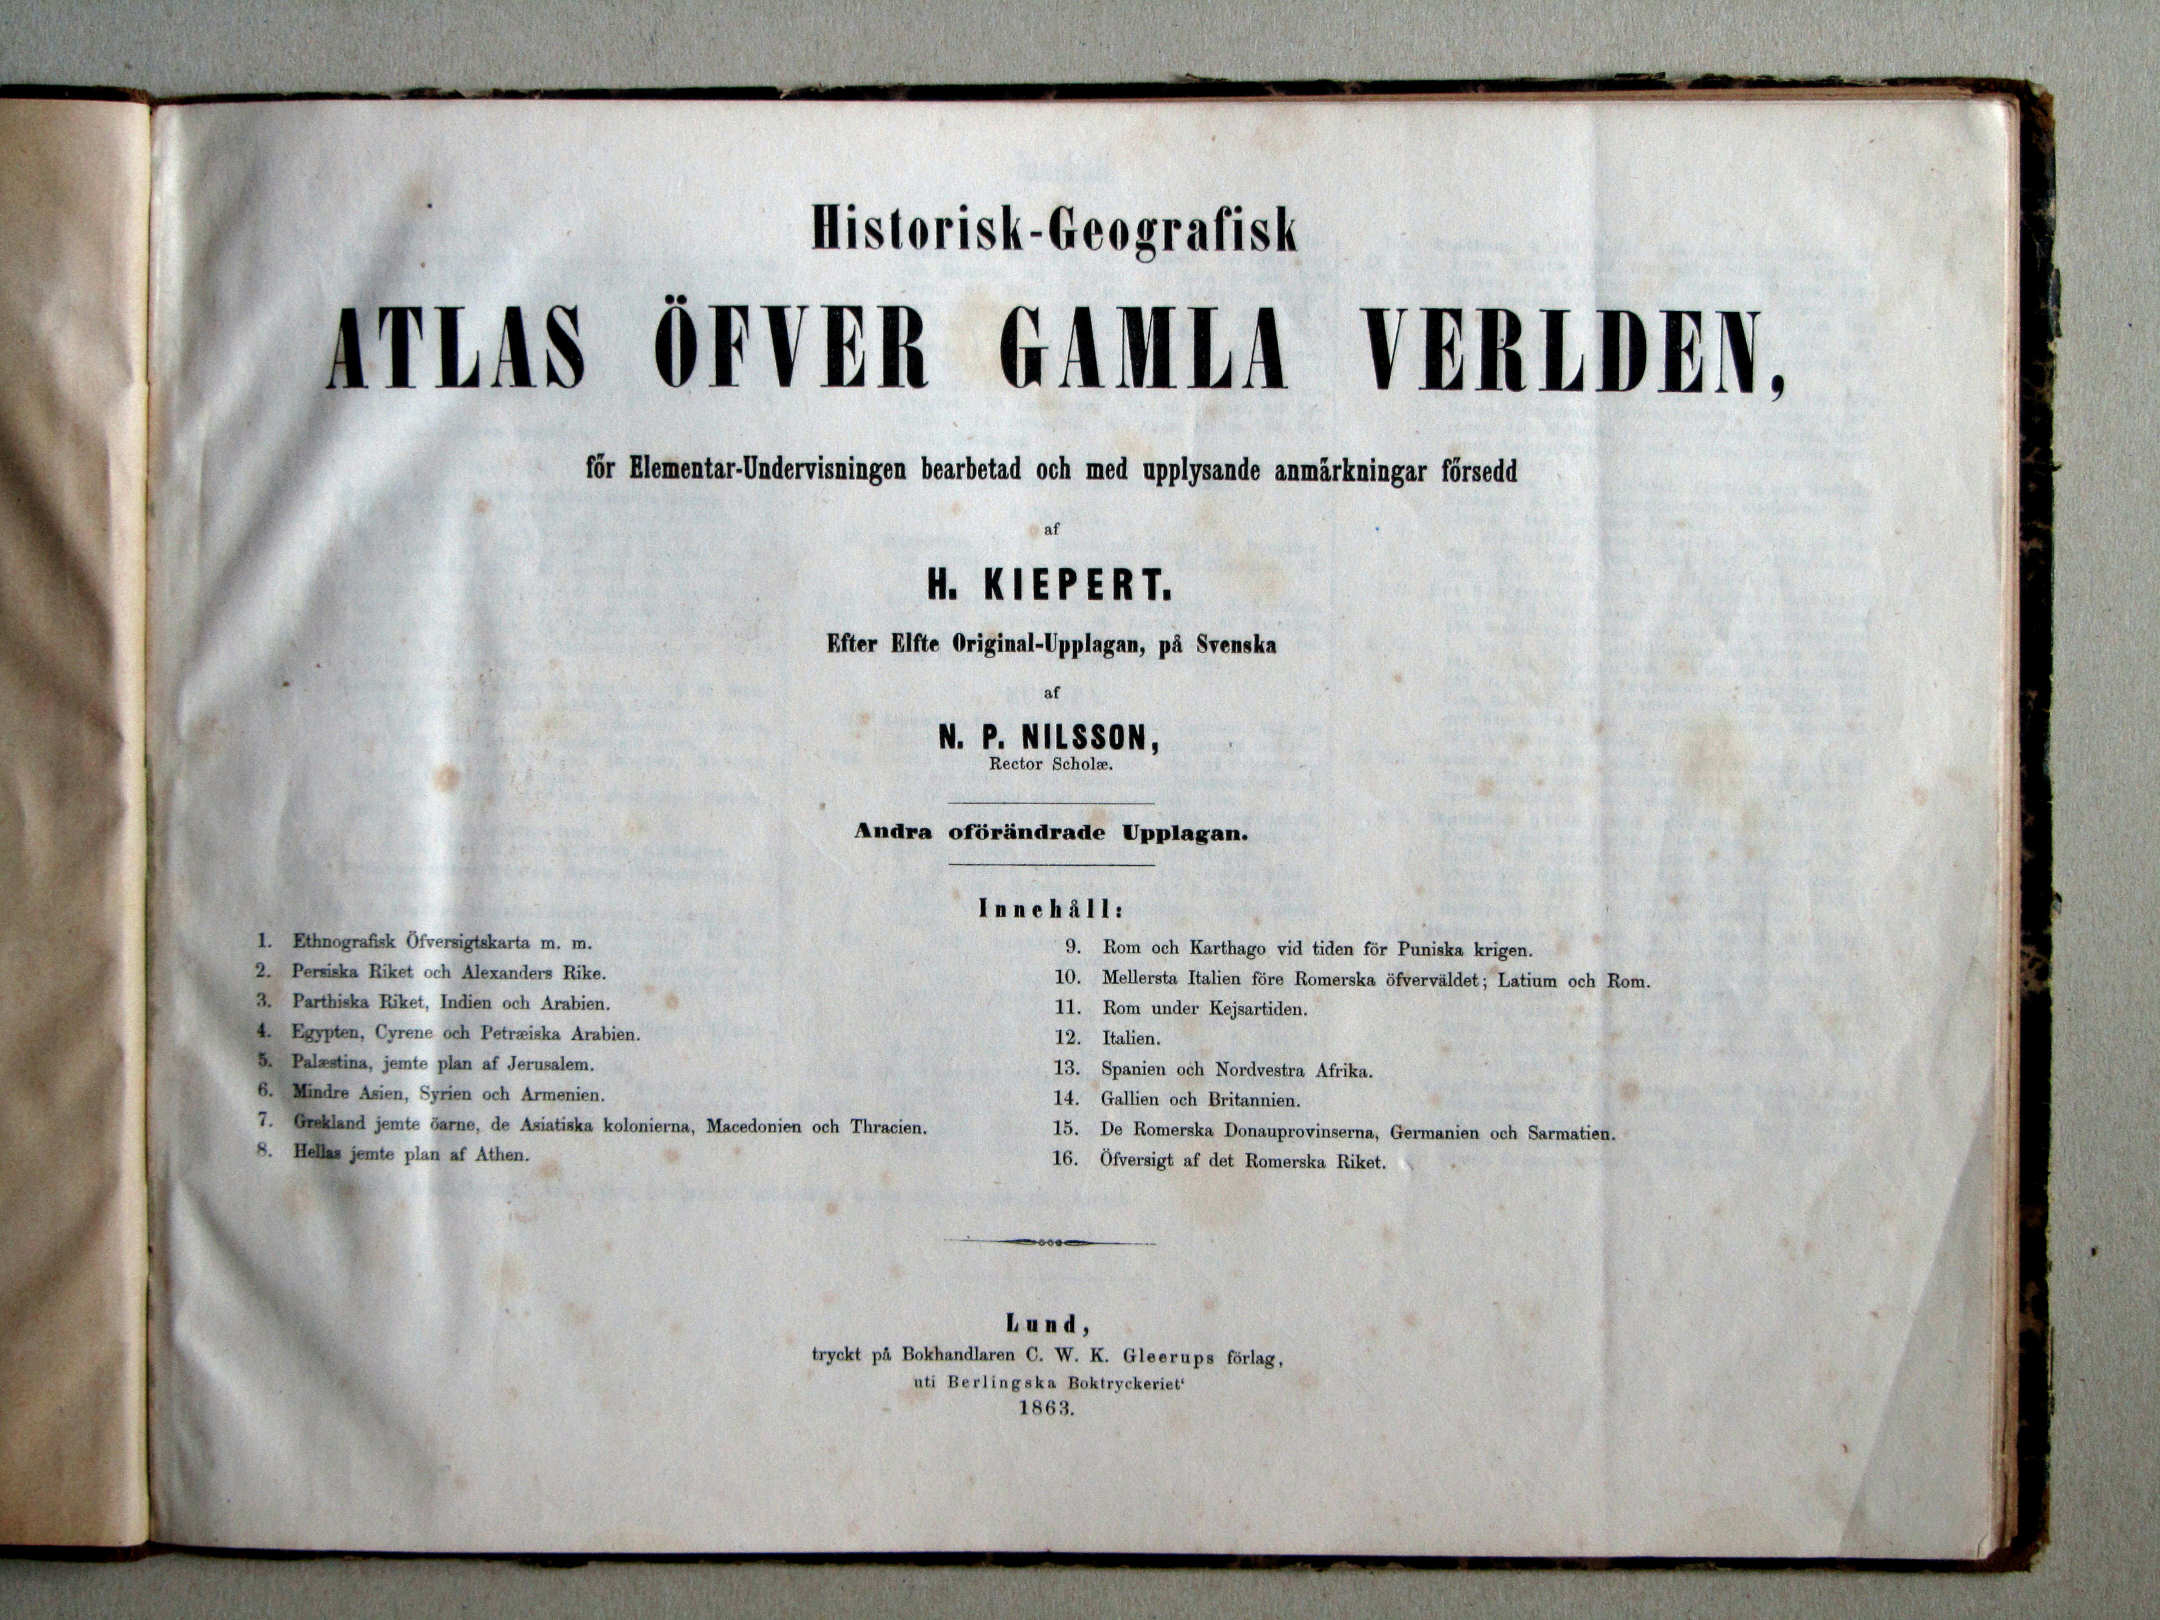 Historisk-Geografisk
ATLAS ÖFVER GAMLA VERLDEN,
för Elementar-Undervisningen bearbetad och med upplysande anmärkningar försedd
af
H. KIEPERT.
Efter Elfte Original-Upplagan, på Svenska
af
N. P. NILSSON,
Rector Scholæ.
Andra oförändrade Upplagan.
Innehåll:
1. Ethnografisk Öfversigtskarta m. m.
2. Persiska Riket och Alexanders Rike.
3. Parthiska Riket, Indien och Arabien.
4. Egypten, Cyrene och Petræiska Arabien.
5. Palæstina, jemte plan af Jerusalem.
6. Mindre Asien, Syrien och Armenien.
7. Grekland jemte öarne, de Asiatiska kolonierna, Macedonien och Thracien.
8. Hellas jemte plan af Athen.
9. Rom och Karthago vid tiden för Puniska krigen.
10. Mellersta Italien före Romerska öfverväldet; Latium och Rom.
11. Rom under Kejsartiden.
12. Italien.
13. Spanien och Nordvestra Afrika.
14. Gallien och Britannien.
15. De Romerska Donauprovinserna, Germanien och Sarmatien.
16. Öfversigt af det Romerska Riket.
Lund,
tryckt på Bokhandlaren C. W. K. Gleerups förlag,
uti Berlingska Boktryckeriet‘
1863.